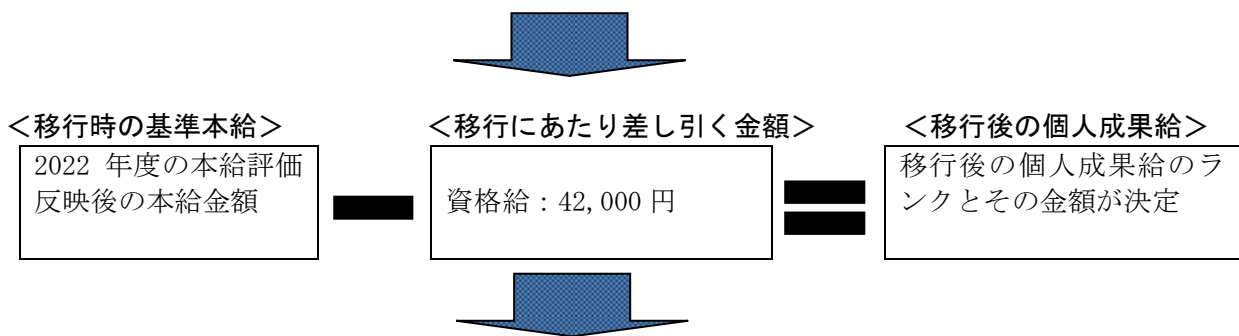 ＜移行時の基準本給＞
＜移行にあたり差し引く金額＞
＜移行後の個人成果給＞
2022 年度の本給評価
反映後の本給金額
資格給：42,000 円
移行後の個人成果給のラ
ンクとその金額が決定